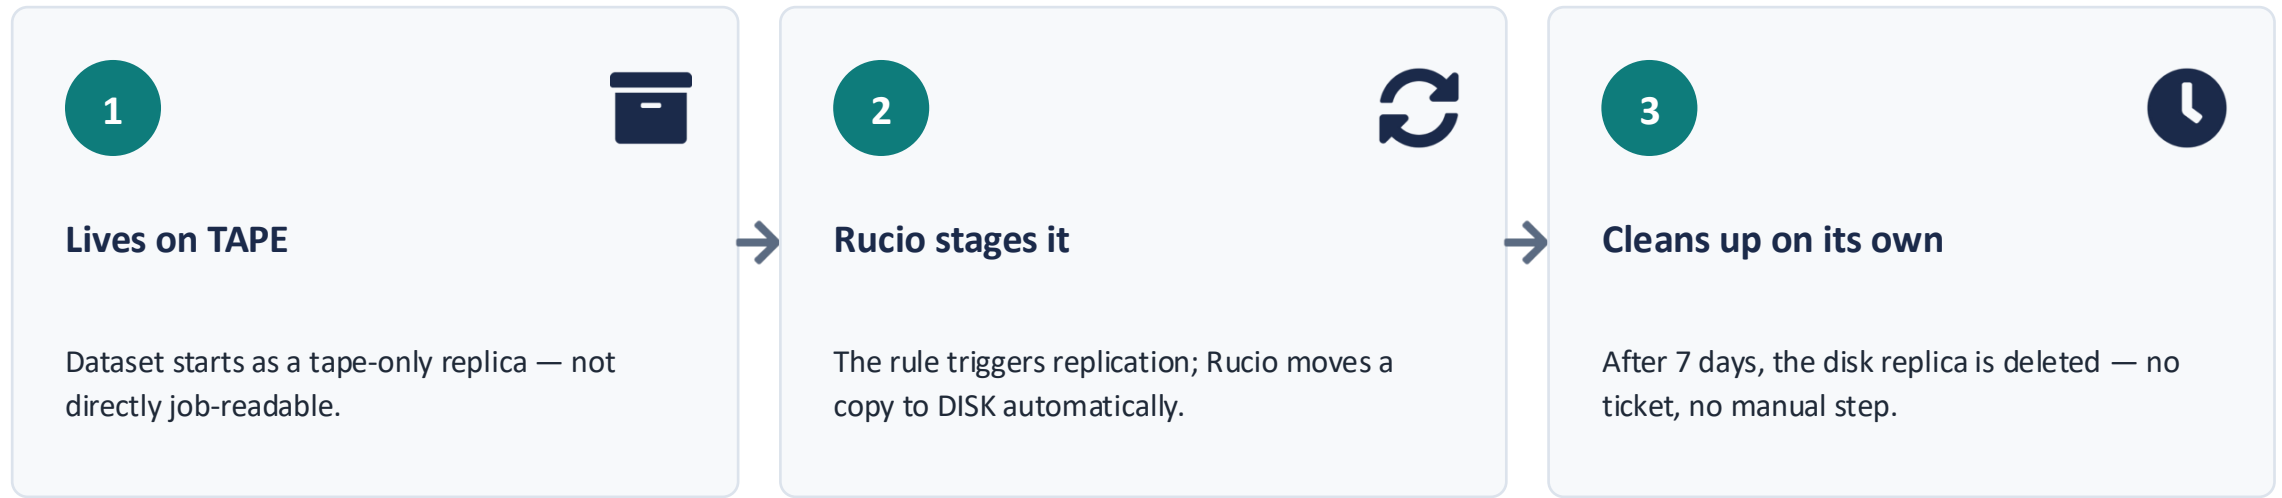 1
Lives on TAPE
Dataset starts as a tape-only replica — not
directly job-readable.
2
Rucio stages it
The rule triggers replication; Rucio moves a
copy to DISK automatically.
3
Cleans up on its own
After 7 days, the disk replica is deleted — no
ticket, no manual step.